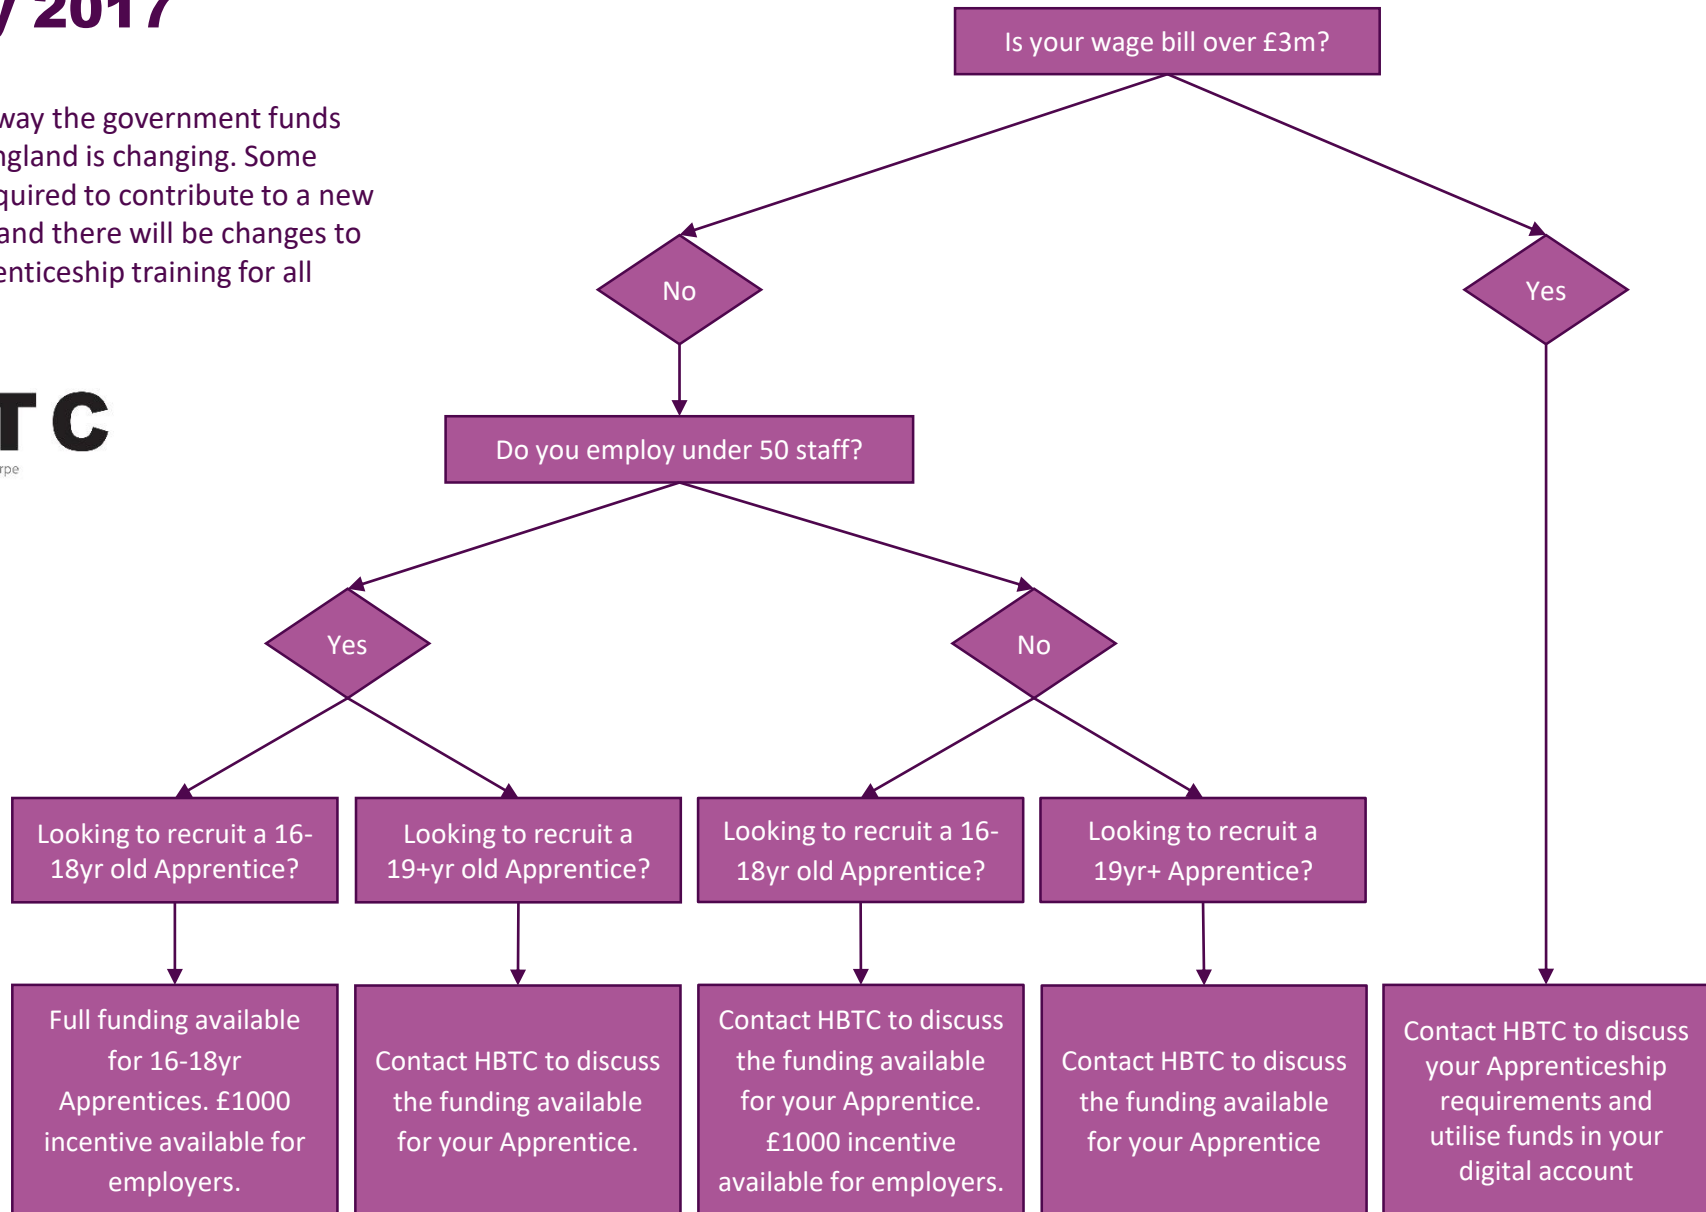 2017
way the government funds
ngland is changing. Some
quired to contribute to a new
and there will be changes to
enticeship training for all
TC
rpe
Is your wage bill over £3m?
No
Yes
Do you employ under 50 staff?
Yes
No
Looking to recruit a 16-
18yr old Apprentice?
Looking to recruit a
19+yr old Apprentice?
Looking to recruit a 16-
18yr old Apprentice?
Looking to recruit a
19yr+ Apprentice?
Full funding available
for 16-18yr
Apprentices. £1000
incentive available for
employers.
Contact HBTC to discuss
the funding available
for your Apprentice.
Contact HBTC to discuss
the funding available
for your Apprentice.
£1000 incentive
available for employers.
Contact HBTC to discuss
the funding available
for your Apprentice
Contact HBTC to discuss
your Apprenticeship
requirements and
utilise funds in your
digital account